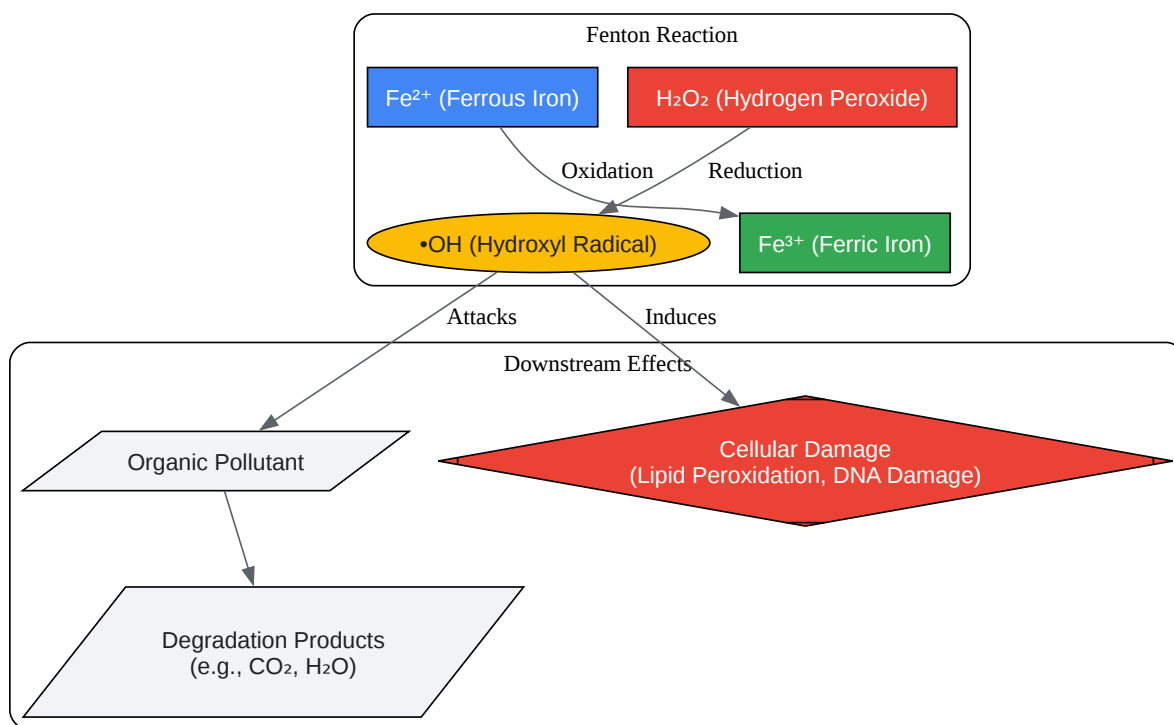 Fenton Reaction
Fe²⁺ (Ferrous Iron)
H₂O₂ (Hydrogen Peroxide)
Oxidation
Reduction
•OH (Hydroxyl Radical)
Fe³⁺ (Ferric Iron)
Attacks
Induces
Downstream Effects
Organic Pollutant
Cellular Damage
(Lipid Peroxidation, DNA Damage)
Degradation Products
(e.g., CO₂, H₂O)